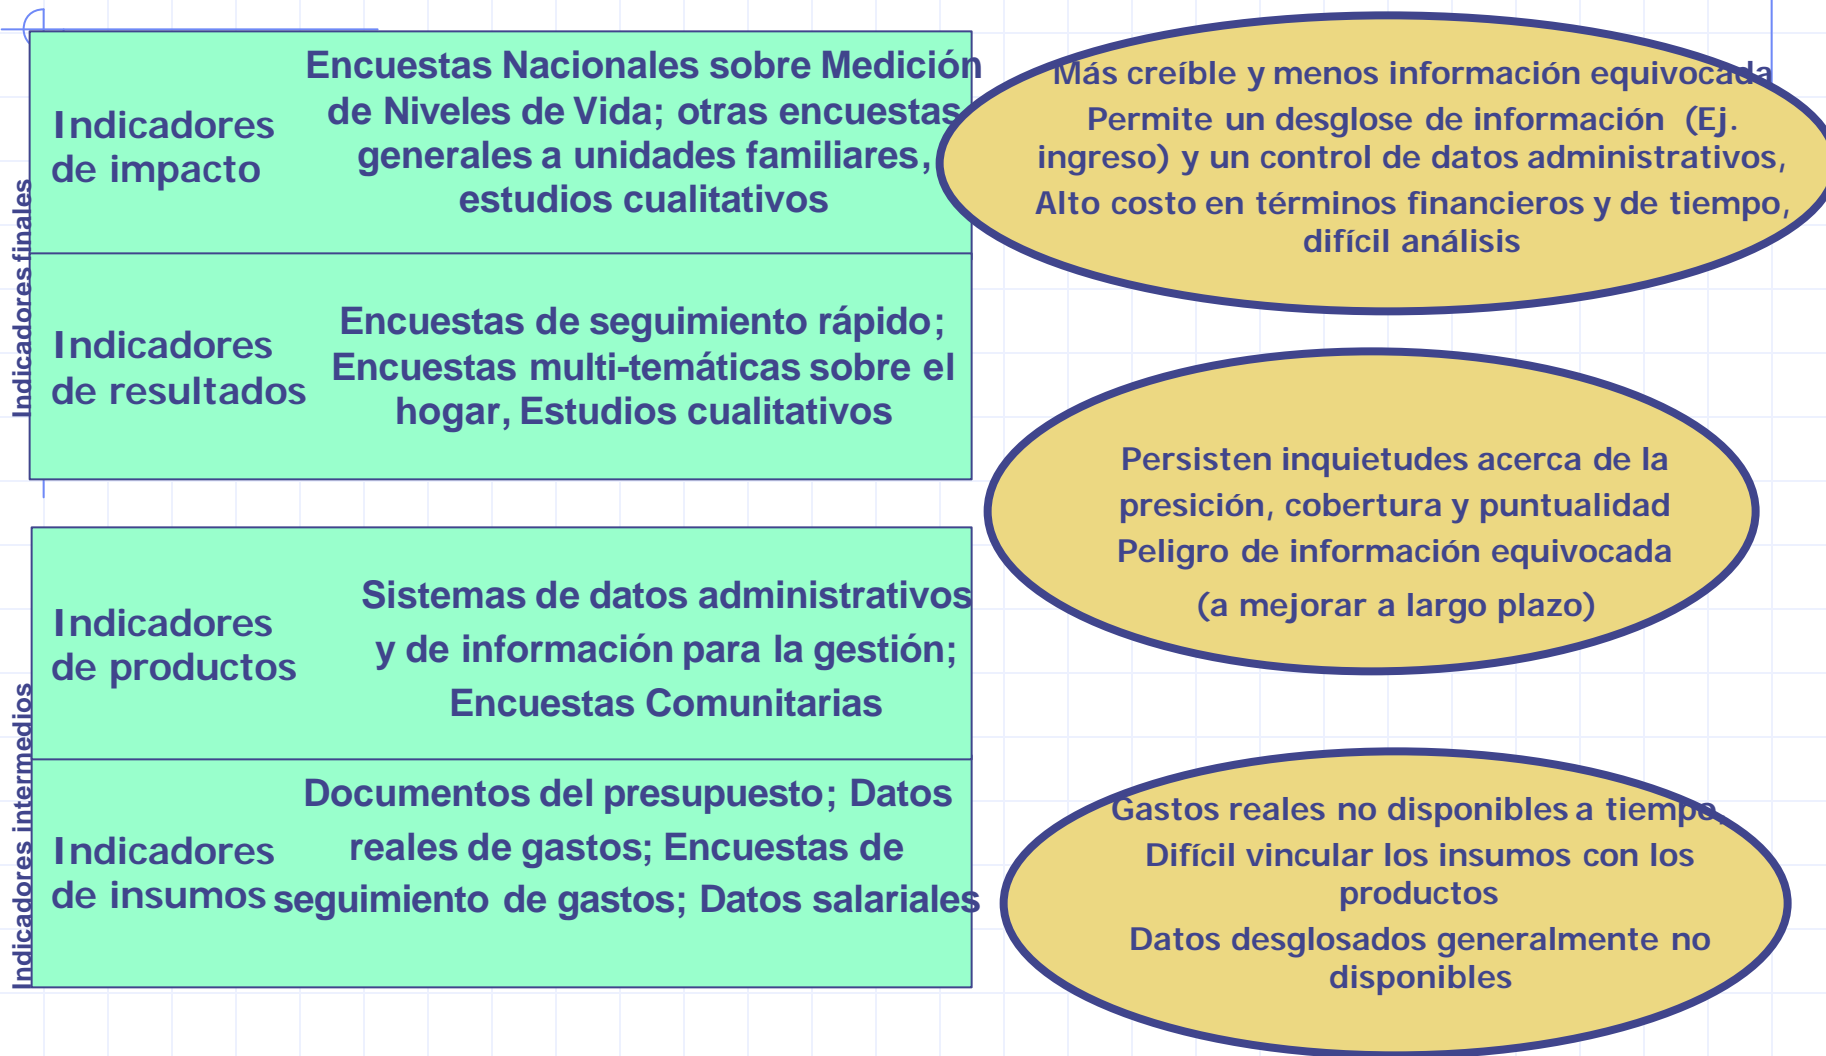 Indicadores finales
Indicadores
de impacto
Encuestas Nacionales sobre Medición
de Niveles de Vida; otras encuestas
generales a unidades familiares,
estudios cualitativos
Más creíble y menos información equivocada
Permite un desglose de información (Ej.
ingreso) y un control de datos administrativos,
Alto costo en términos financieros y de tiempo,
difícil análisis
Indicadores
de resultados
Encuestas de seguimiento rápido;
Encuestas multi-temáticas sobre el
hogar, Estudios cualitativos
Persisten inquietudes acerca de la
presición, cobertura y puntualidad
Peligro de información equivocada
(a mejorar a largo plazo)
Indicadores intermedios
Indicadores
de productos
Sistemas de datos administrativos
y de información para la gestión;
Encuestas Comunitarias
Indicadores
de insumos
Documentos del presupuesto; Datos
reales de gastos; Encuestas de
seguimiento de gastos; Datos salariales
Gastos reales no disponibles a tiempo,
Difícil vincular los insumos con los
productos
Datos desglosados generalmente no
disponibles